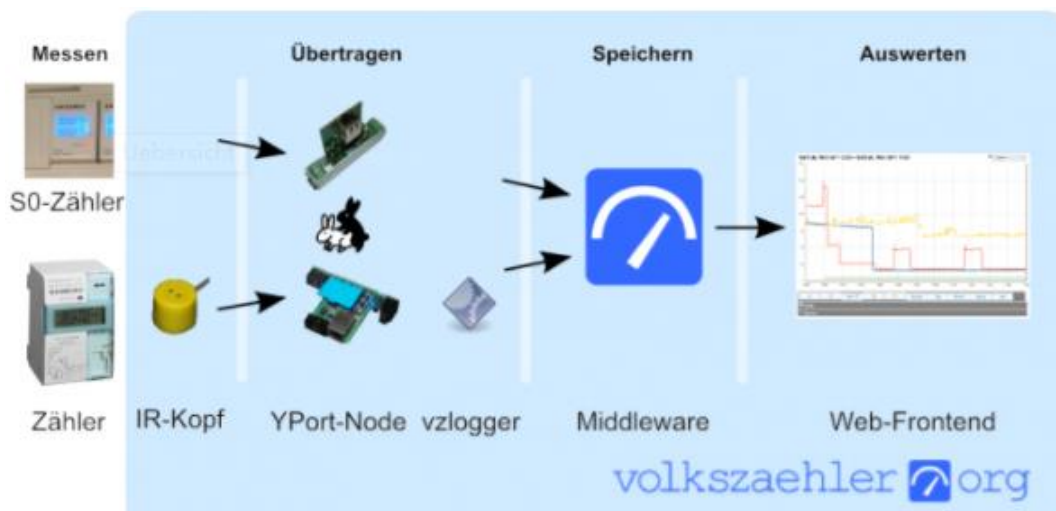 Messen
Übertragen
Speichern
Auswerten
S0-Zähler
Zähler
IR-Kopf
YPort-Node
vzlogger
Middleware
Web-Frontend
volkszaehler org